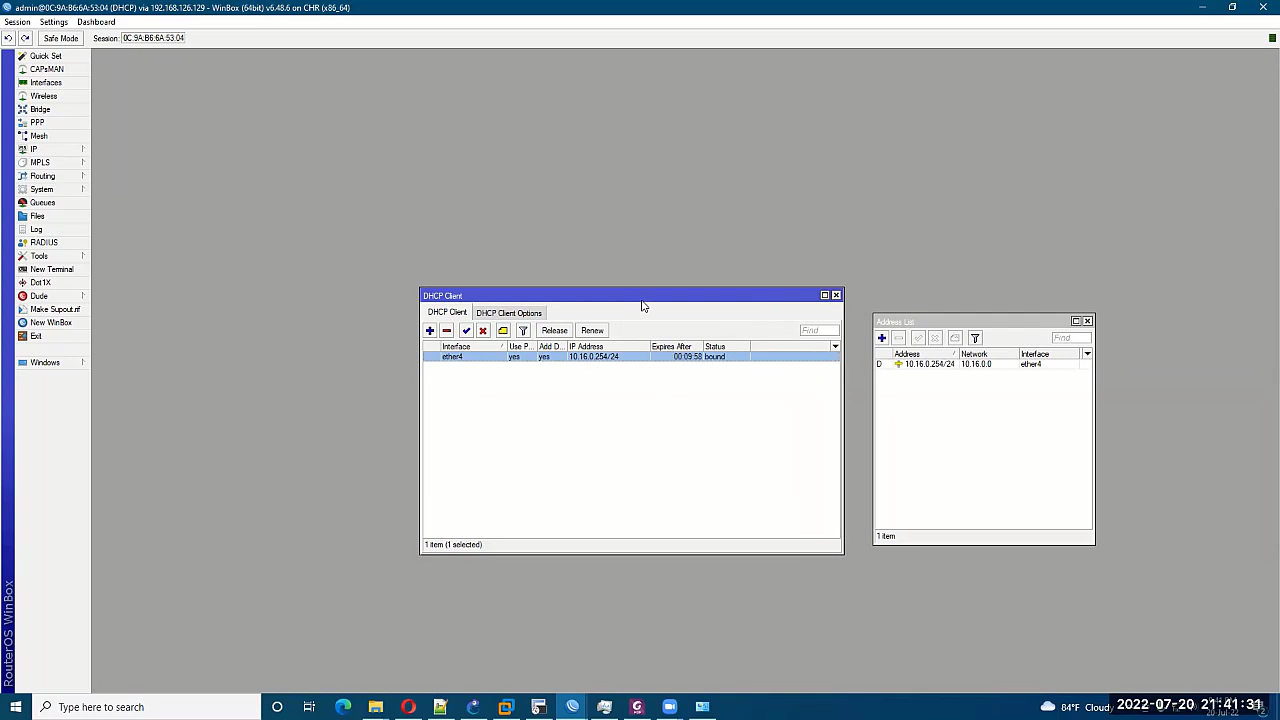 admin@0C:9A:B6:6A:53:04 (DHCP) via 192.168.126.129 - WinBox (64bit) v6.48.6 on CHR (x86_64)
Session Settings Dashboard
Safe Mode Session: 0C:9A:B6:6A:53:04
Quick Set
CAPsMAN
Interfaces
Wireless
Bridge
PPP
Mesh
IP
MPLS
Routing
System
Queues
Files
Log
RADIUS
Tools
New Terminal
Dot1X
Dude
Make Supout.rif
New WinBox
Exit
Windows
RouterOS WinBox
DHCP Client
DHCP Client DHCP Client Options
Release Renew Find
Interface Use P... Add D... IP Address Expires After Status
ether4 yes yes 10.16.0.254/24 00:09:58 bound
1 item (1 selected)
Address List
Find
Address Network Interface
D 10.16.0.254/24 10.16.0.0 ether4
1 item
Type here to search
84°F Cloudy
2022-07-20 21:41:31